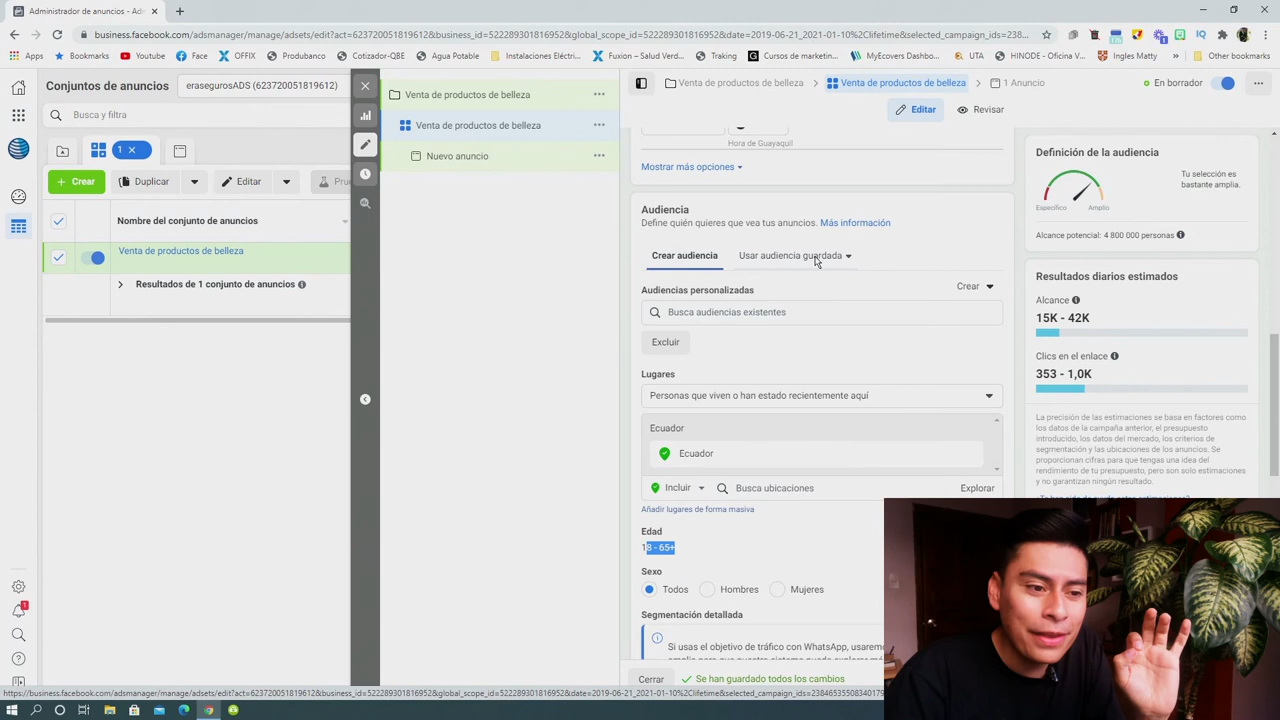 Administrador de anuncios - Ad
business.facebook.com/adsmanager/manage/adsets/edit?act=623720051819612&business_id=522289301816952&global_scope_id=522289301816952&date=2019-06-21_2021-01-10%2Clifetime&selected_campaign_ids=238...
Apps
Bookmarks
YouTube
OFFIX
Producbanto
Cotizador-QBE
Instalaciones Eléctri...
Fuxion – Salud Verd...
Traking
Cursos de marketin...
MyEcovers Dashbo...
UTA
HINODE - Oficina V...
Ingles Matty
Other bookmarks
Conjuntos de anuncios
erasegurosADS (623720051819612)
Busca y filtra
1
Crear
Duplicar
Editar
Nombre del conjunto de anuncios
Venta de productos de belleza
Resultados de 1 conjunto de anuncios
Venta de productos de belleza
Venta de productos de belleza
Nuevo anuncio
Venta de productos de belleza
Venta de productos de belleza
1 Anuncio
En borrador
Editar
Revisar
Hora de Guayaquil
Mostrar más opciones
Audiencia
Define quién quieres que vea tus anuncios. Más información
Crear audiencia
Usar audiencia guardada
Audiencias personalizadas
Crear
Busca audiencias existentes
Excluir
Lugares
Personas que viven o han estado recientemente aquí
Ecuador
Ecuador
Incluir
Busca ubicaciones
Explorar
Añadir lugares de forma masiva
Edad
18 - 65+
Sexo
Todos
Hombres
Mujeres
Segmentación detallada
Si usas el objetivo de tráfico con WhatsApp, usaremo
Cerrar
Se han guardado todos los cambios
Definición de la audiencia
Específico
Amplio
Tu selección es
bastante amplia.
Alcance potencial: 4 800 000 personas
Resultados diarios estimados
Alcance
15K - 42K
Clics en el enlace
353 - 1,0K
La precisión de las estimaciones se basa en factores como
los datos de la campaña anterior, el presupuesto
introducido, los datos del mercado, los criterios de
segmentación y las ubicaciones de los anuncios. Se
proporcionan cifras para que tengas una idea del
rendimiento de tu presupuesto, pero son solo estimaciones
y no garantizan ningún resultado.